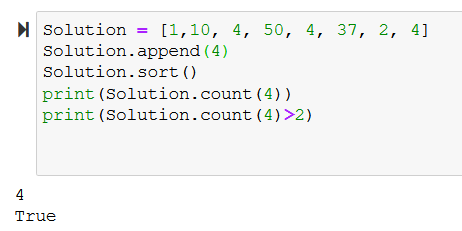 Solution = [1,10, 4, 50, 4, 37, 2, 4]
Solution.append(4)
Solution.sort()
print(Solution.count(4))
print(Solution.count(4)>2)
4
True